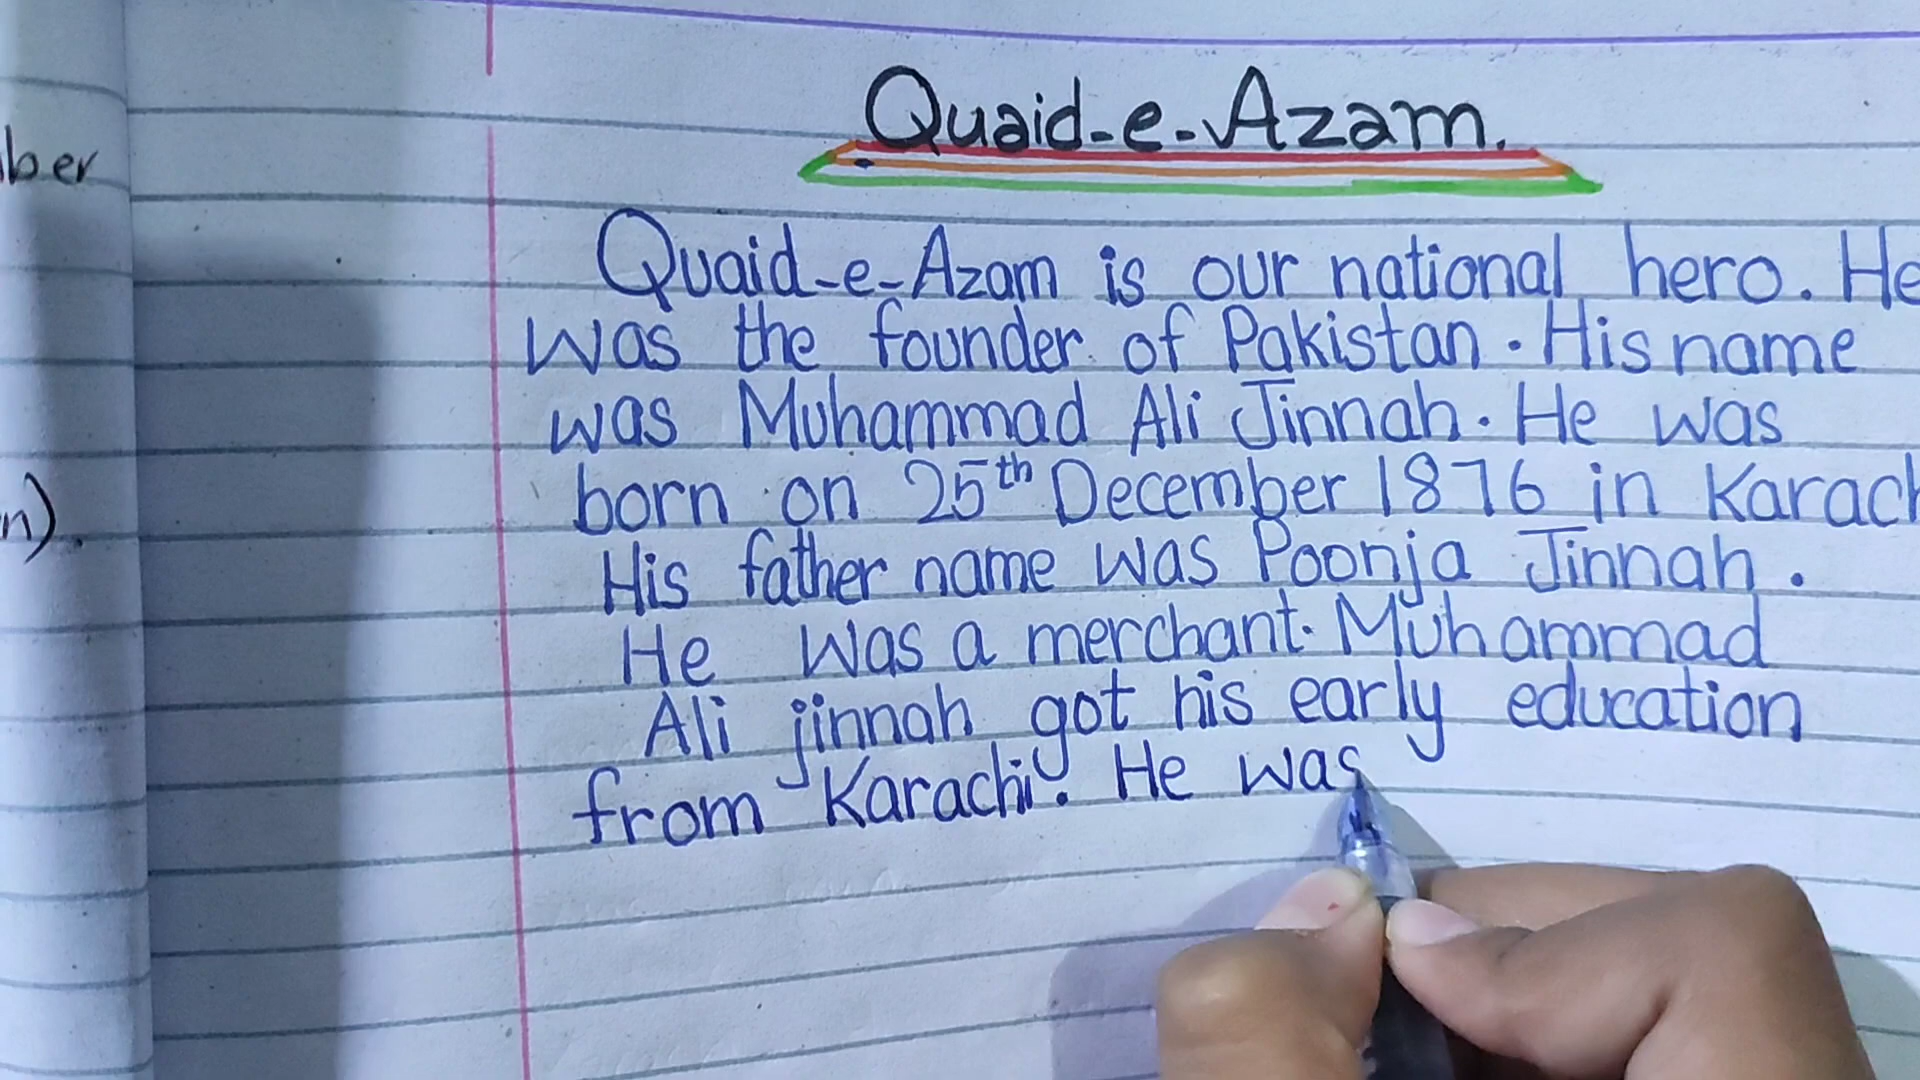 Quaid-e-Azam.
Quaid-e-Azam is our national hero. He
was the founder of Pakistan. His name
was Muhammad Ali Jinnah. He was
born on 25th December 1876 in Karach
His father name was Poonja Jinnah.
He was a merchant. Muhammad
Ali jinnah got his early education
from Karachi. He was
ber
n).